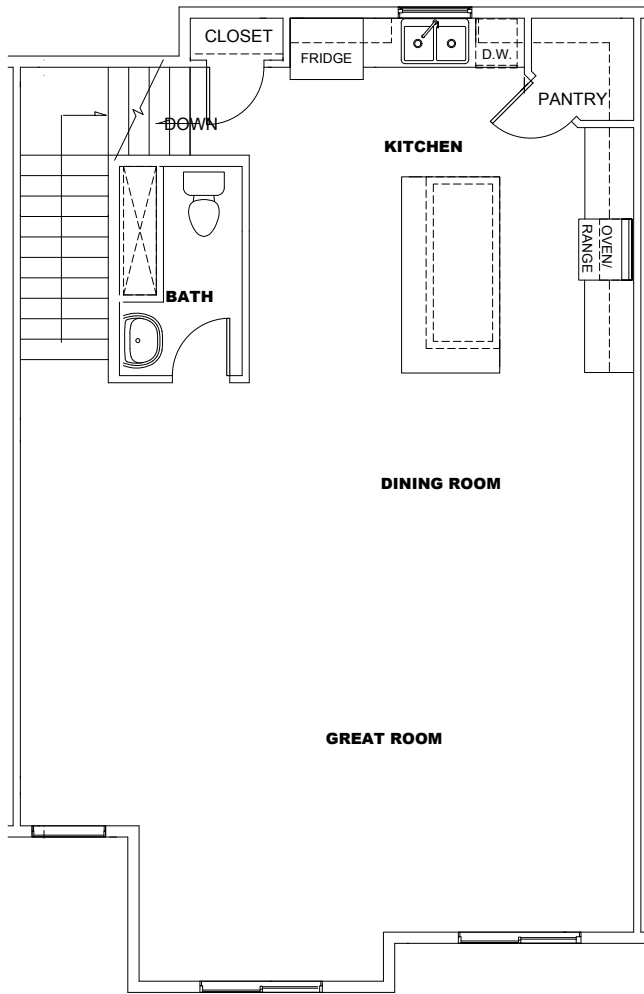 CLOSET
FRIDGE
D.W.
PANTRY
DOWN
KITCHEN
OVEN/
RANGE
BATH
DINING ROOM
GREAT ROOM